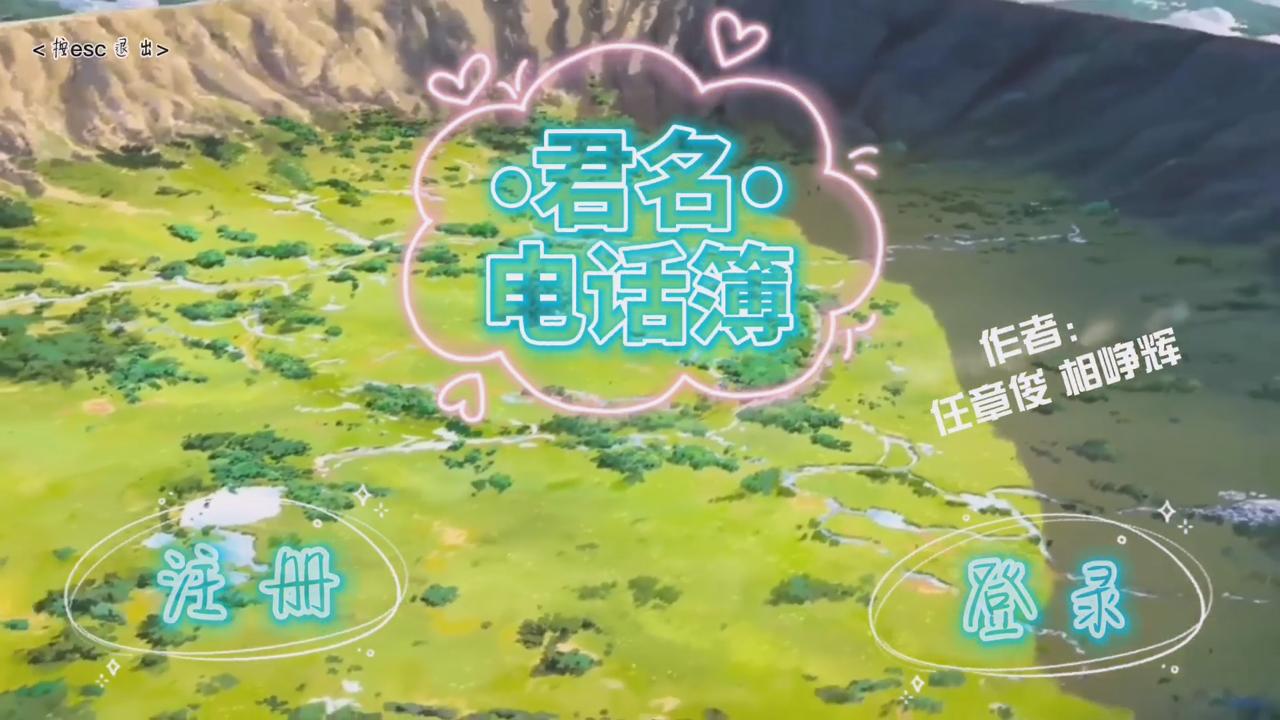 <按esc退出>
·君名·
电话簿
作者：
任章俊 相峥辉
注册
登录